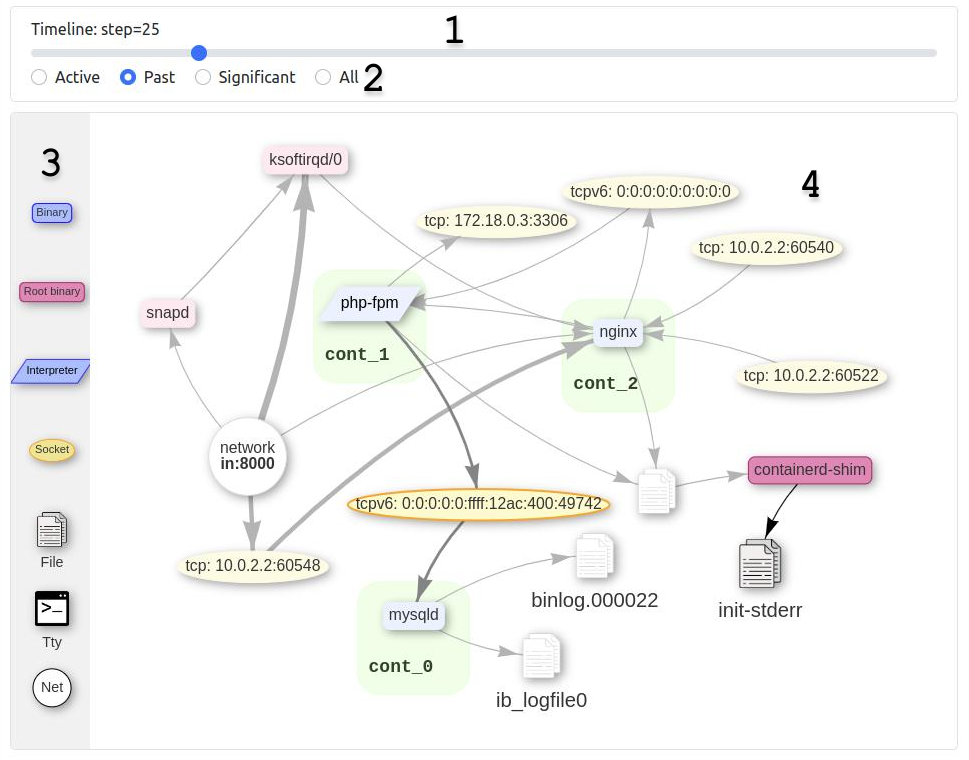 Timeline: step=25
1
Active Past Significant All
2
3
Binary
Root binary
Interpreter
Socket
File
Tty
>_
Net
4
ksoftirqd/0
tcpv6: 0:0:0:0:0:0:0:0
tcp: 172.18.0.3:3306
tcp: 10.0.2.2:60540
php-fpm
snapd
nginx
cont_1
cont_2
tcp: 10.0.2.2:60522
network
in:8000
containerd-shim
tcpv6: 0:0:0:0:0:ffff:12ac:400:49742
tcp: 10.0.2.2:60548
binlog.000022
init-stderr
mysqld
cont_0
ib_logfile0